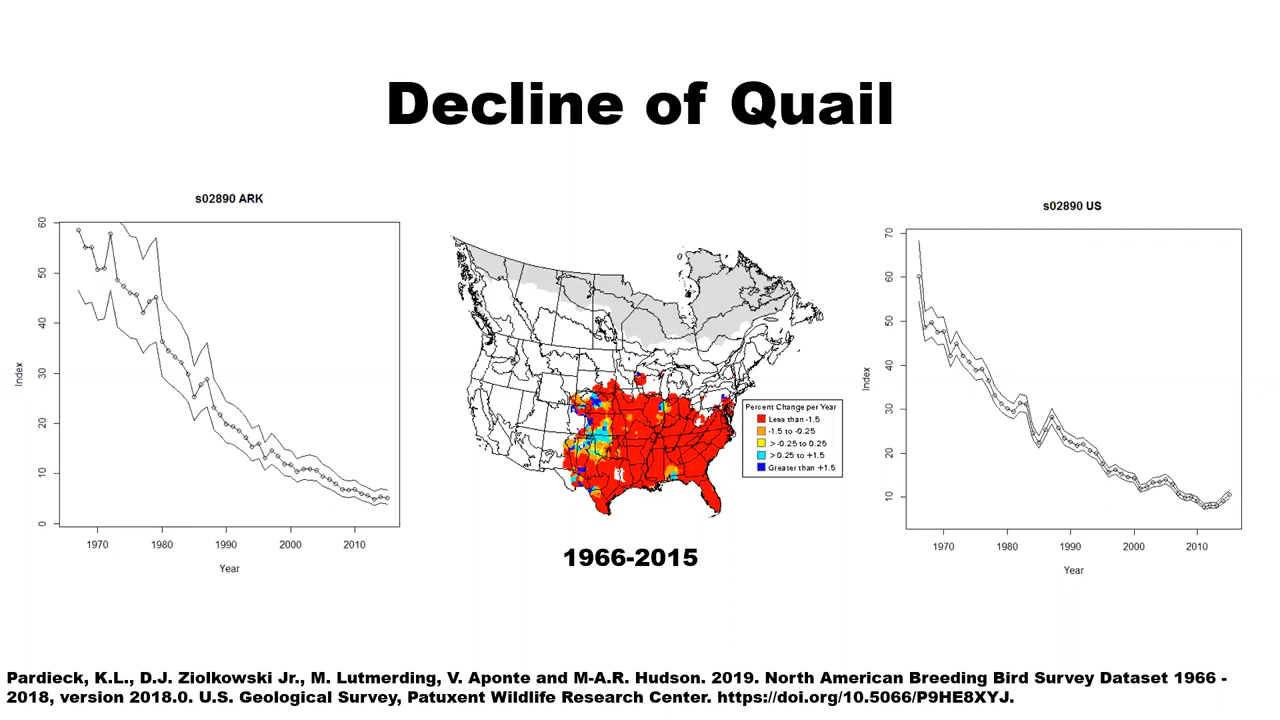 Decline of Quail
s02890 ARK
60
50
40
30
20
10
0
Index
1970 1980 1990 2000 2010
Year
Percent Change per Year
Less than -1.5
-1.5 to -0.25
> -0.25 to 0.25
> 0.25 to +1.5
Greater than +1.5
1966-2015
s02890 US
70
60
50
40
30
20
10
Index
1970 1980 1990 2000 2010
Year
Pardieck, K.L., D.J. Ziolkowski Jr., M. Lutmerding, V. Aponte and M-A.R. Hudson. 2019. North American Breeding Bird Survey Dataset 1966 -
2018, version 2018.0. U.S. Geological Survey, Patuxent Wildlife Research Center. https://doi.org/10.5066/P9HE8XYJ.